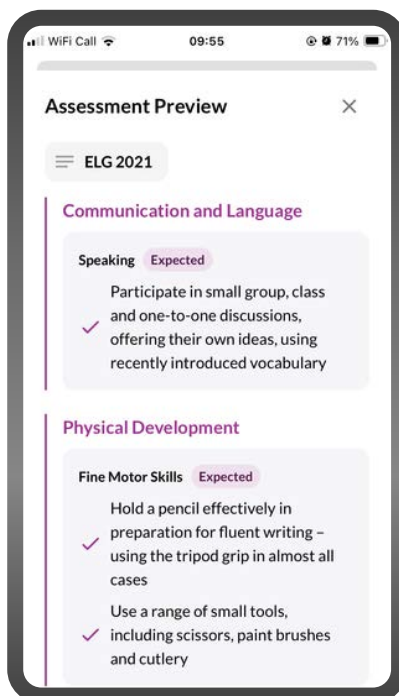 WiFi Call
09:55
71%
Assessment Preview
ELG 2021
Communication and Language
Speaking Expected
Participate in small group, class
and one-to-one discussions,
offering their own ideas, using
recently introduced vocabulary
Physical Development
Fine Motor Skills Expected
Hold a pencil effectively in
preparation for fluent writing –
using the tripod grip in almost all
cases
Use a range of small tools,
including scissors, paint brushes
and cutlery